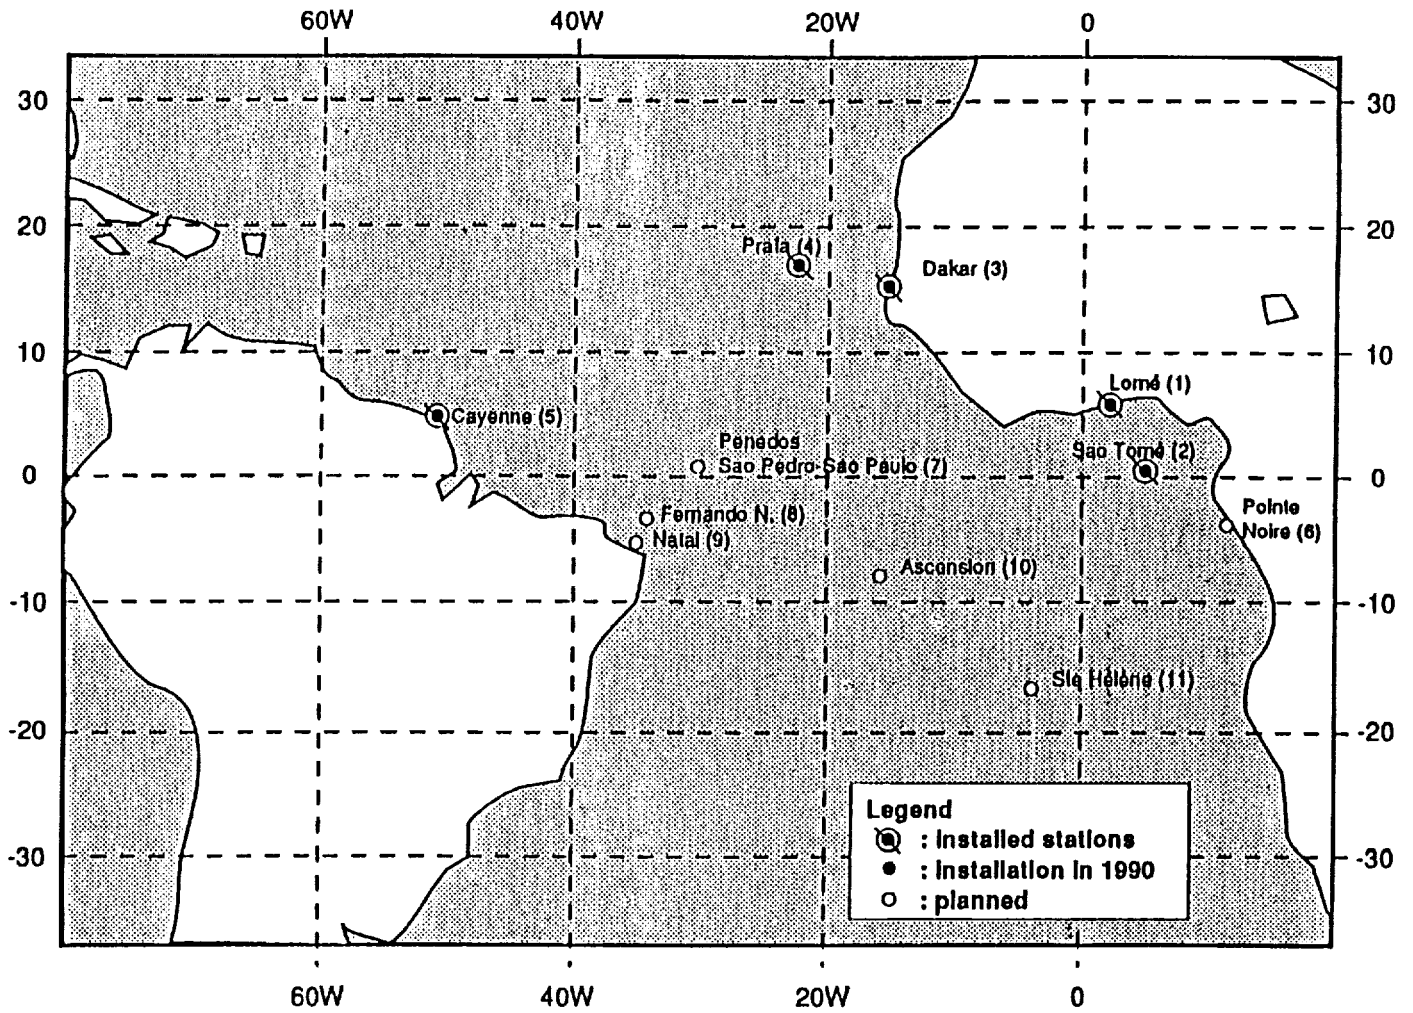 60W 40W 20W 0
30 30
20 20
Praia (4)
Dakar (3)
10 10
Lomé (1)
Cayenne (5)
Penedos
Sao Tomé (2)
Sao Pedro-Sao Paulo (7)
0 0
Pointe
Fernando N. (8)
Noire (6)
Natal (9)
Ascension (10)
-10 -10
Ste Hélène (11)
-20 -20
Legend
: installed stations
-30 -30
: installation in 1990
: planned
60W 40W 20W 0